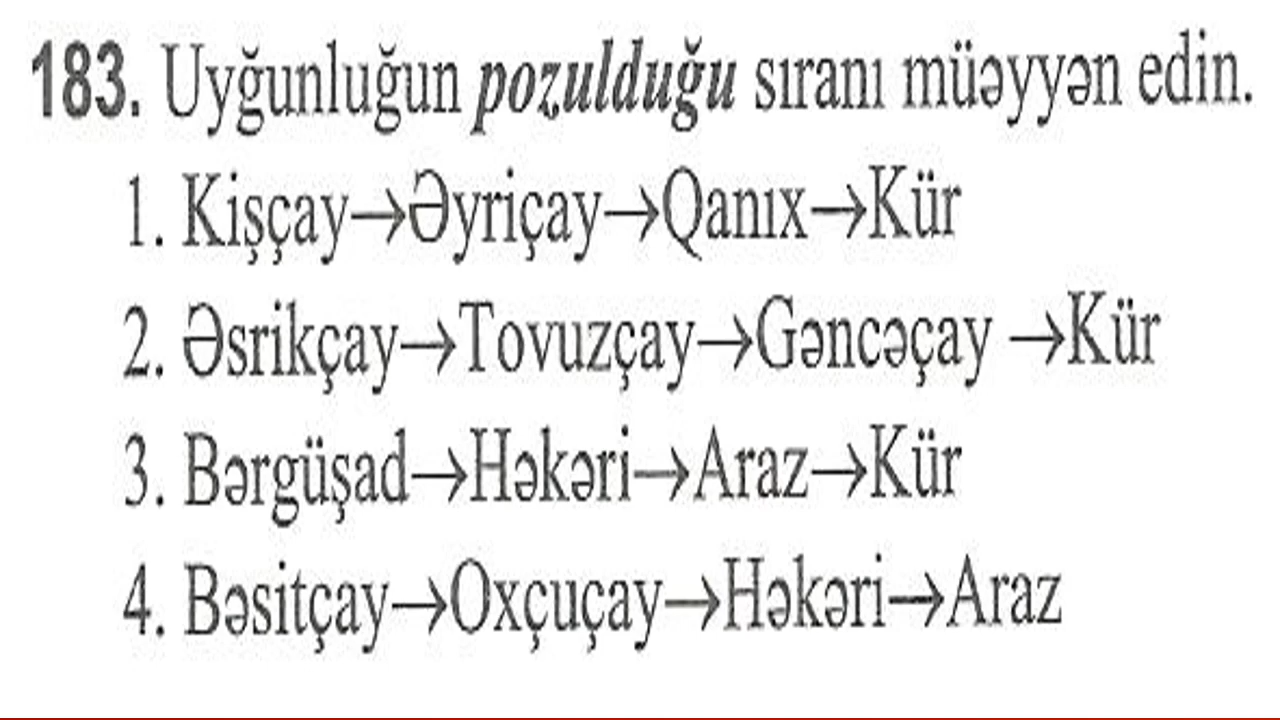 183. Uyğunluğun pozulduğu sıranı müəyyən edin.
1. Kişçay→Əyriçay→Qanıx→Kür
2. Əsrikçay→Tovuzçay→Gəncəçay →Kür
3. Bərgüşad→Həkəri→Araz→Kür
4. Bəsitçay→Oxçuçay→Həkəri→Araz